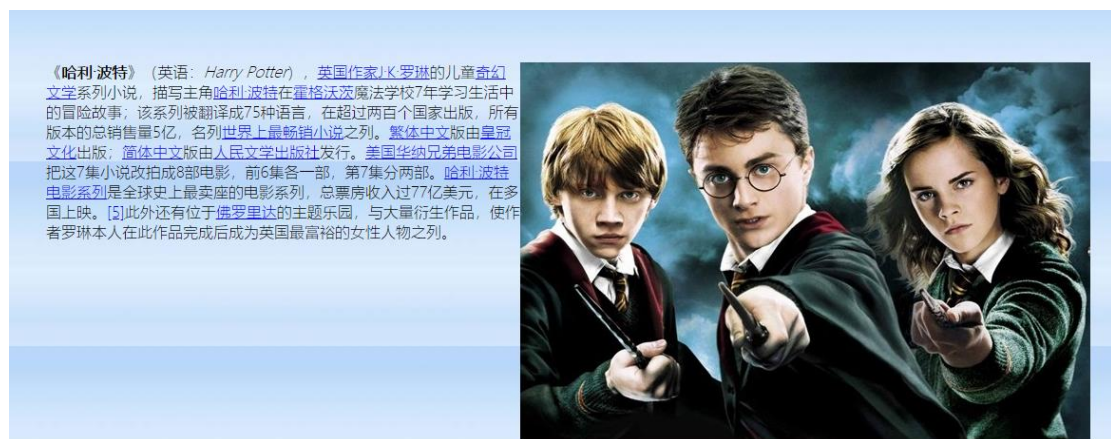 《哈利·波特》（英语：Harry Potter），英国作家J·K·罗琳的儿童奇幻
文学系列小说，描写主角哈利·波特在霍格沃茨魔法学校7年学习生活中
的冒险故事；该系列被翻译成75种语言，在超过两百个国家出版，所有
版本的总销售量5亿，名列世界上最畅销小说之列。繁体中文版由皇冠
文化出版；简体中文版由人民文学出版社发行。美国华纳兄弟电影公司
把这7集小说改拍成8部电影，前6集各一部，第7集分两部。哈利·波特
电影系列是全球史上最卖座的电影系列，总票房收入过77亿美元，在多
国上映。[5]此外还有位于佛罗里达的主题乐园，与大量衍生作品，使作
者罗琳本人在此作品完成后成为英国最富裕的女性人物之列。